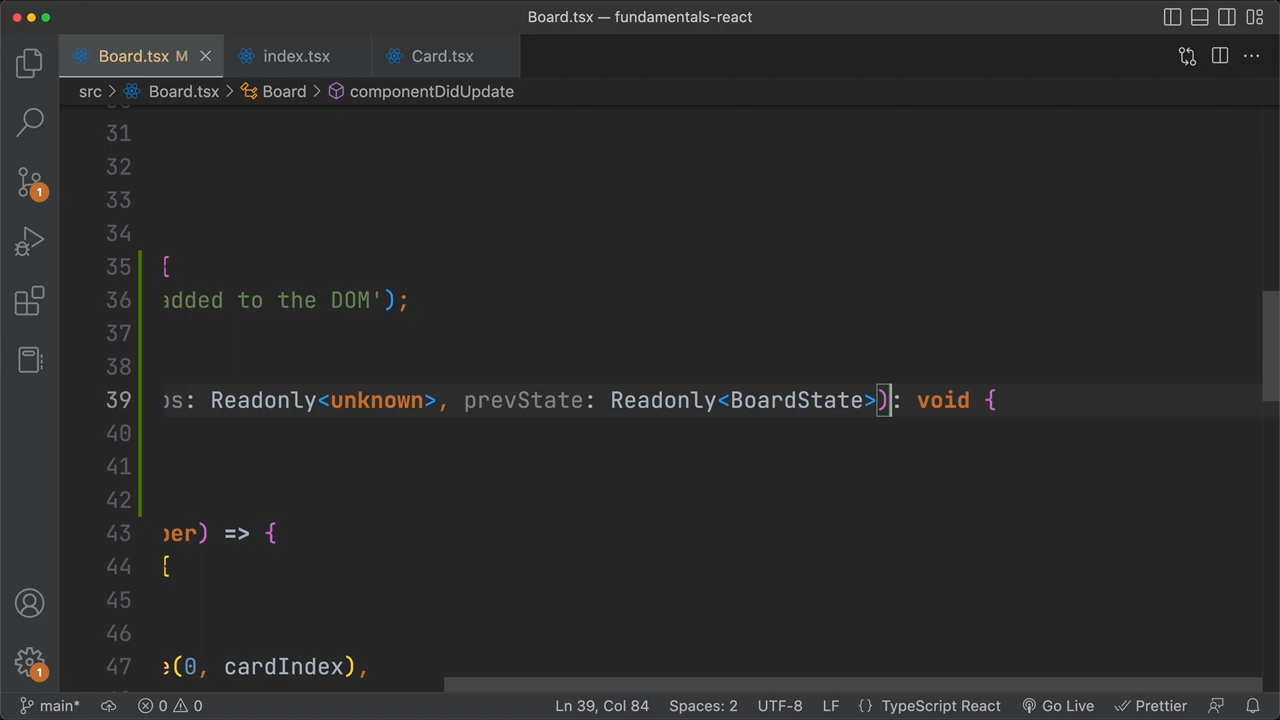 Board.tsx — fundamentals-react
Board.tsx M
index.tsx
Card.tsx
src > Board.tsx > Board > componentDidUpdate
31
32
33
34
35 {
36 added to the DOM');
37
38
39 os: Readonly<unknown>, prevState: Readonly<BoardState>): void {
40
41
42
43 ber) => {
44 {
45
46
47 e(0, cardIndex),
1
1
main* 0 0 Ln 39, Col 84 Spaces: 2 UTF-8 LF {} TypeScript React Go Live Prettier